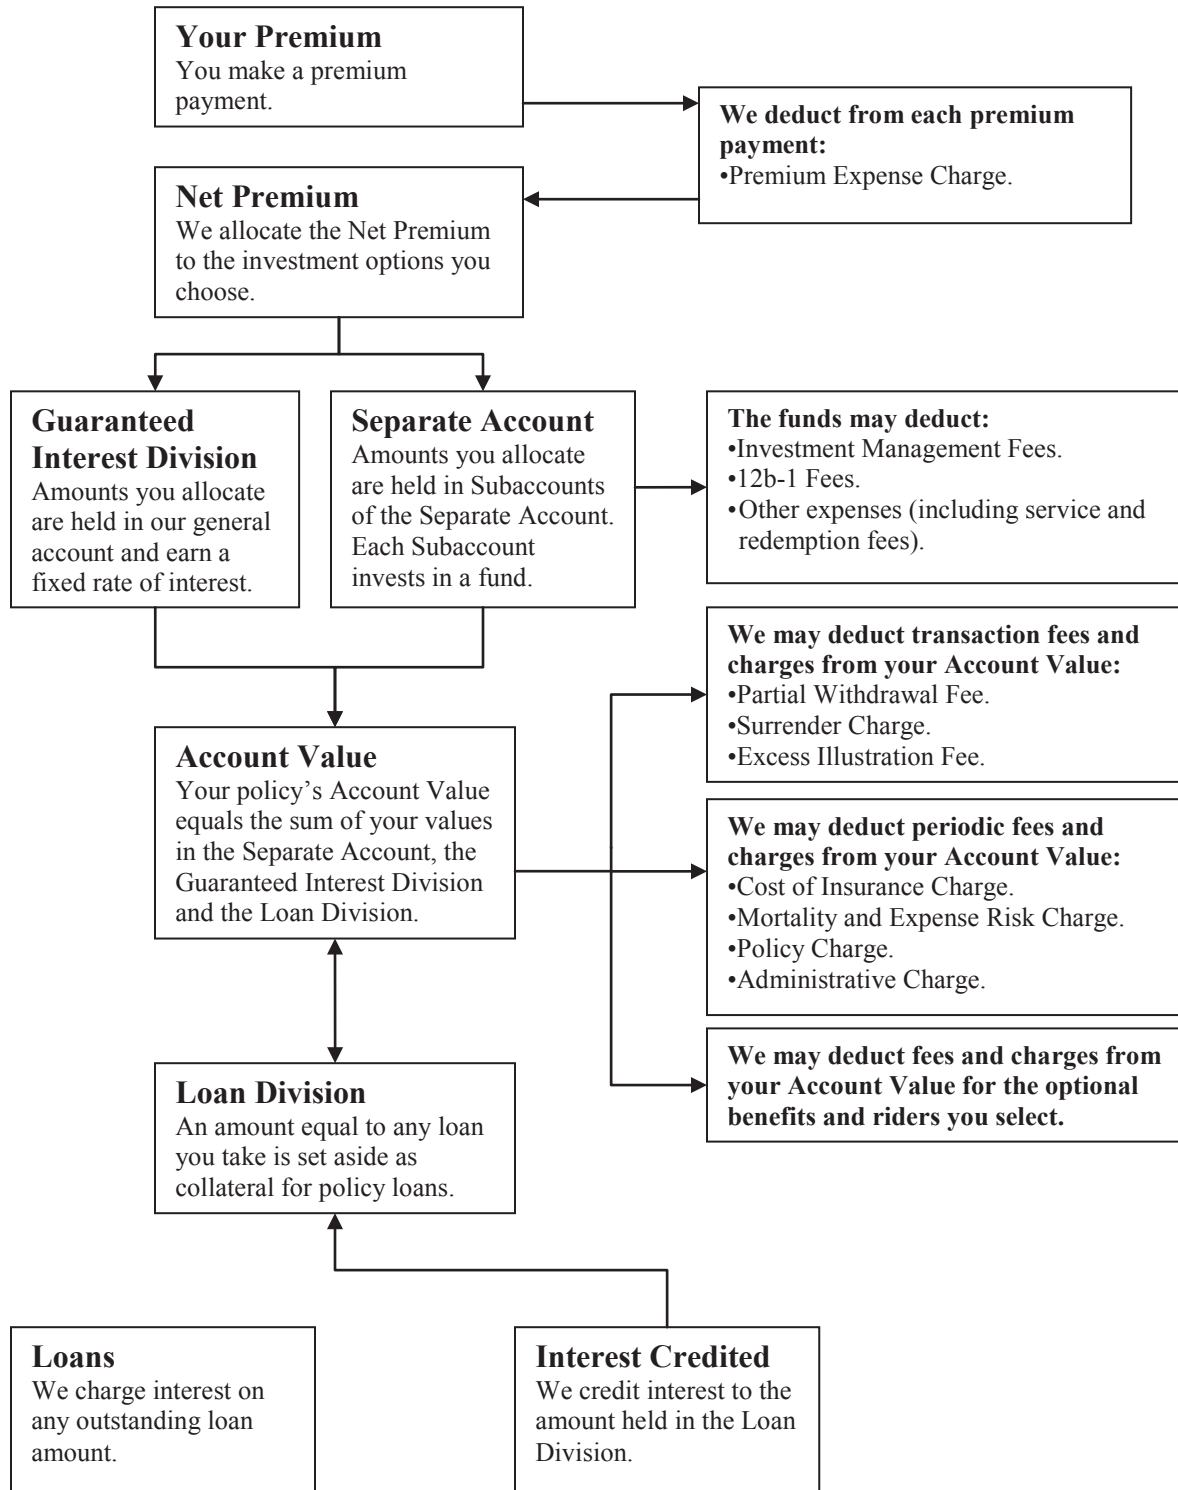 Your Premium
You make a premium
payment.
We deduct from each premium
payment:
•Premium Expense Charge.
Net Premium
We allocate the Net Premium
to the investment options you
choose.
Guaranteed
Interest Division
Amounts you allocate
are held in our general
account and earn a
fixed rate of interest.
Separate Account
Amounts you allocate
are held in Subaccounts
of the Separate Account.
Each Subaccount
invests in a fund.
The funds may deduct:
•Investment Management Fees.
•12b-1 Fees.
•Other expenses (including service and
redemption fees).
We may deduct transaction fees and
charges from your Account Value:
•Partial Withdrawal Fee.
•Surrender Charge.
•Excess Illustration Fee.
Account Value
Your policy’s Account Value
equals the sum of your values
in the Separate Account, the
Guaranteed Interest Division
and the Loan Division.
We may deduct periodic fees and
charges from your Account Value:
•Cost of Insurance Charge.
•Mortality and Expense Risk Charge.
•Policy Charge.
•Administrative Charge.
We may deduct fees and charges from
your Account Value for the optional
benefits and riders you select.
Loan Division
An amount equal to any loan
you take is set aside as
collateral for policy loans.
Loans
We charge interest on
any outstanding loan
amount.
Interest Credited
We credit interest to the
amount held in the Loan
Division.